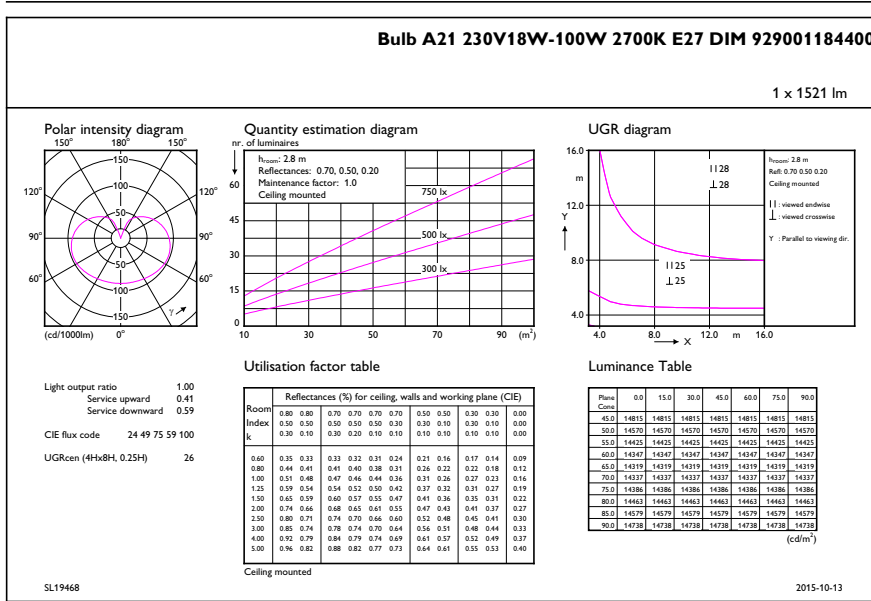 Bulb A21 230V18W-100W 2700K E27 DIM 929001184400
1 x 1521 lm
Polar intensity diagram
150° 180° γ 150°
150
120° 100 120°
50
90° 90°
50
60° 100 60°
150 γ
(cd/1000lm) 0°
Light output ratio 1.00
Service upward 0.41
Service downward 0.59
CIE flux code 24 49 75 59 100
UGRcen (4Hx8H, 0.25H) 26
Quantity estimation diagram
nr. of luminaires
hroom: 2.8 m
Reflectances: 0.70, 0.50, 0.20
Maintenance factor: 1.0
Ceiling mounted
60 750 lx
45
500 lx
30
300 lx
15
0
10 30 50 70 90 (m²)
Utilisation factor table
Reflectances (%) for ceiling, walls and working plane (CIE)
Room 0.80 0.80 0.70 0.70 0.70 0.70 0.50 0.50 0.30 0.30 0.00
Index 0.50 0.50 0.50 0.50 0.50 0.30 0.30 0.10 0.30 0.10 0.00
k 0.30 0.10 0.30 0.20 0.10 0.10 0.10 0.10 0.10 0.10 0.00
0.60 0.35 0.33 0.33 0.32 0.31 0.24 0.21 0.16 0.17 0.14 0.09
0.80 0.44 0.41 0.41 0.40 0.38 0.31 0.26 0.22 0.22 0.18 0.12
1.00 0.51 0.48 0.47 0.46 0.44 0.36 0.31 0.26 0.27 0.23 0.16
1.25 0.59 0.54 0.54 0.52 0.50 0.42 0.37 0.32 0.31 0.27 0.19
1.50 0.65 0.59 0.60 0.57 0.55 0.47 0.41 0.36 0.35 0.31 0.22
2.00 0.74 0.66 0.68 0.65 0.61 0.55 0.47 0.43 0.41 0.37 0.27
2.50 0.80 0.71 0.74 0.70 0.66 0.60 0.52 0.48 0.45 0.41 0.30
3.00 0.85 0.74 0.78 0.74 0.70 0.64 0.56 0.51 0.48 0.44 0.33
4.00 0.92 0.79 0.84 0.79 0.74 0.69 0.61 0.57 0.52 0.49 0.37
5.00 0.96 0.82 0.88 0.82 0.77 0.73 0.64 0.61 0.55 0.53 0.40
Ceiling mounted
UGR diagram
16.0
m
12.0
Y
8.0
4.0
4.0 8.0 12.0 m 16.0
X
||28
⊥28
||25
⊥25
hroom: 2.8 m
Refl: 0.70 0.50 0.20
Ceiling mounted
|| : viewed endwise
⊥ : viewed crosswise
Y : Parallel to viewing dir.
Luminance Table
Plane 0.0 15.0 30.0 45.0 60.0 75.0 90.0
Cone
45.0 14815 14815 14815 14815 14815 14815 14815
50.0 14570 14570 14570 14570 14570 14570 14570
55.0 14425 14425 14425 14425 14425 14425 14425
60.0 14347 14347 14347 14347 14347 14347 14347
65.0 14319 14319 14319 14319 14319 14319 14319
70.0 14337 14337 14337 14337 14337 14337 14337
75.0 14386 14386 14386 14386 14386 14386 14386
80.0 14463 14463 14463 14463 14463 14463 14463
85.0 14579 14579 14579 14579 14579 14579 14579
90.0 14738 14738 14738 14738 14738 14738 14738
(cd/m²)
SL19468
2015-10-13